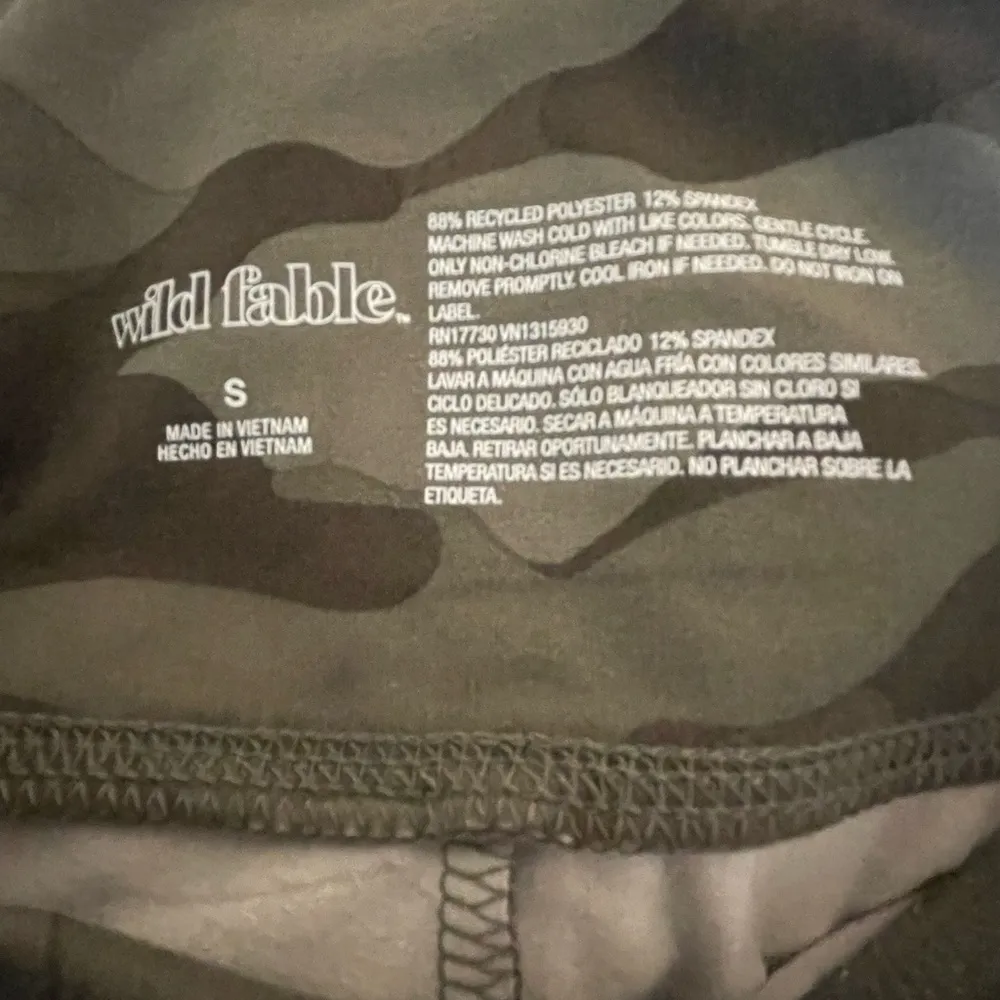 wild fable™
S
MADE IN VIETNAM
HECHO EN VIETNAM
88% RECYCLED POLYESTER 12% SPANDEX
MACHINE WASH COLD WITH LIKE COLORS. GENTLE CYCLE.
ONLY NON-CHLORINE BLEACH IF NEEDED. TUMBLE DRY LOW.
REMOVE PROMPTLY. COOL IRON IF NEEDED. DO NOT IRON ON
LABEL.
RN17730 VN1315930
88% POLIÉSTER RECICLADO 12% SPANDEX
LAVAR A MÁQUINA CON AGUA FRÍA CON COLORES SIMILARES.
CICLO DELICADO. SÓLO BLANQUEADOR SIN CLORO SI
ES NECESARIO. SECAR A MÁQUINA A TEMPERATURA
BAJA. RETIRAR OPORTUNAMENTE. PLANCHAR A BAJA
TEMPERATURA SI ES NECESARIO. NO PLANCHAR SOBRE LA
ETIQUETA.